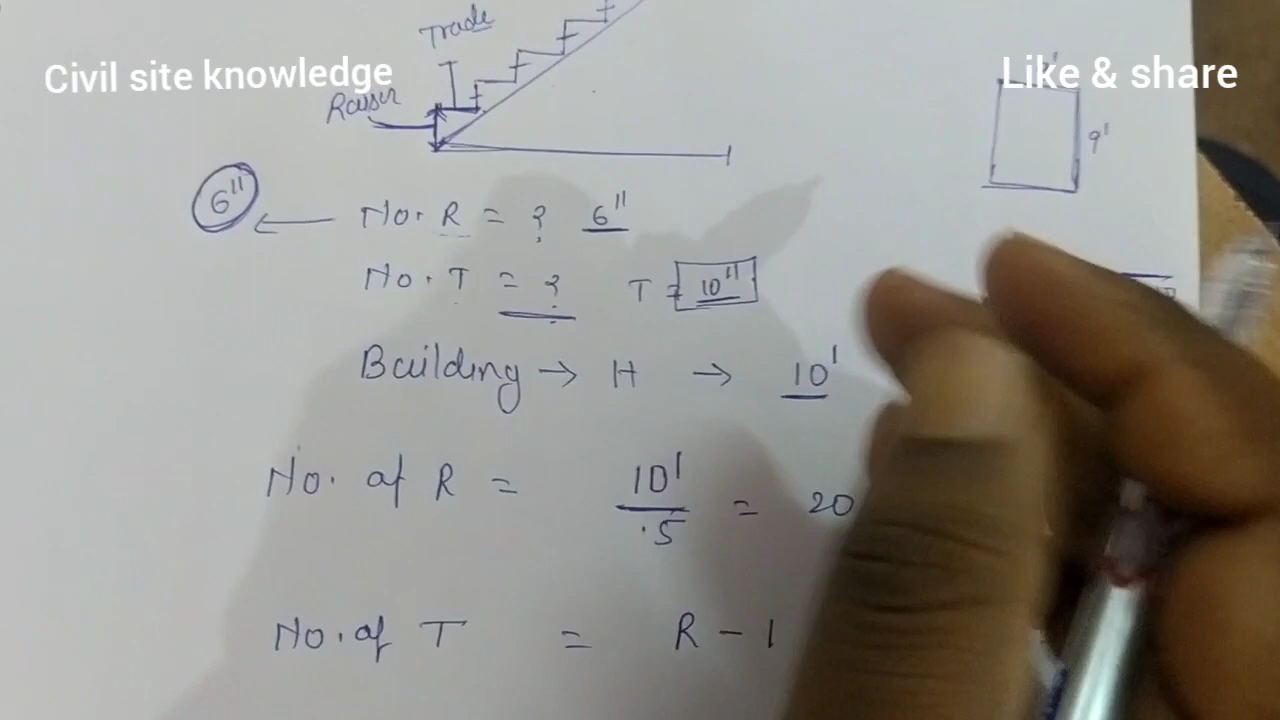 Civil site knowledge
Like & share
Trade
Raiser
9'
6"
No. R = ? 6"
No. T = ? T = 10"
Building → H → 10'
No. of R = 10' / .5 = 20
No. of T = R - 1